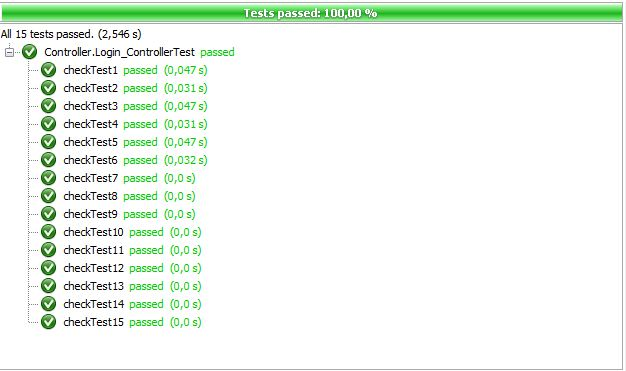 Tests passed: 100,00 %
All 15 tests passed. (2,546 s)
Controller.Login_ControllerTest passed
checkTest1 passed (0,047 s)
checkTest2 passed (0,031 s)
checkTest3 passed (0,047 s)
checkTest4 passed (0,031 s)
checkTest5 passed (0,047 s)
checkTest6 passed (0,032 s)
checkTest7 passed (0,0 s)
checkTest8 passed (0,0 s)
checkTest9 passed (0,0 s)
checkTest10 passed (0,0 s)
checkTest11 passed (0,0 s)
checkTest12 passed (0,0 s)
checkTest13 passed (0,0 s)
checkTest14 passed (0,0 s)
checkTest15 passed (0,0 s)